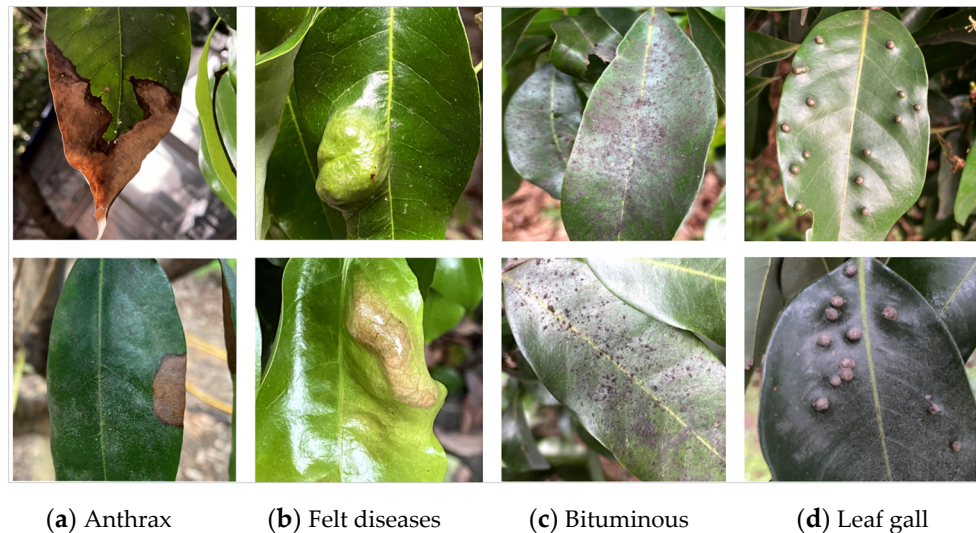 (a) Anthrax
(b) Felt diseases
(c) Bituminous
(d) Leaf gall